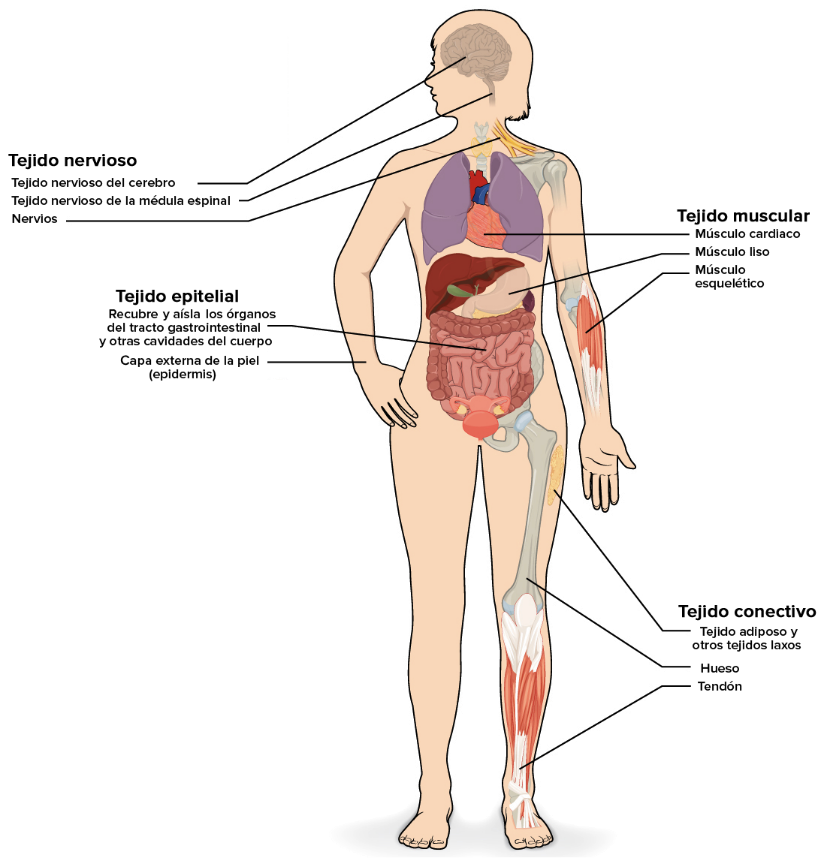 Tejido nervioso
Tejido nervioso del cerebro
Tejido nervioso de la médula espinal
Nervios
Tejido muscular
Músculo cardiaco
Músculo liso
Músculo
esquelético
Tejido epitelial
Recubre y aísla los órganos
del tracto gastrointestinal
y otras cavidades del cuerpo
Capa externa de la piel
(epidermis)
Tejido conectivo
Tejido adiposo y
otros tejidos laxos
Hueso
Tendón